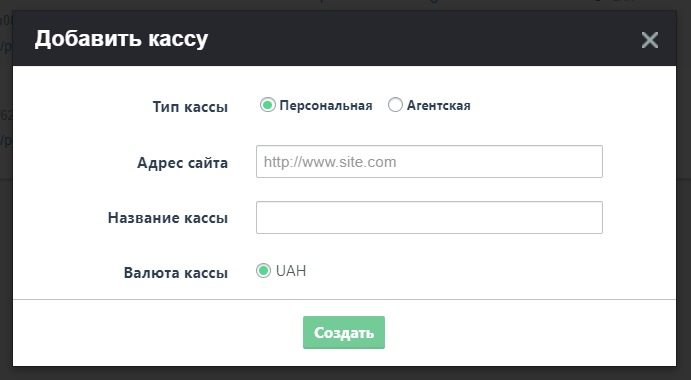 Добавить кассу
Тип кассы Персональная Агентская
Адрес сайта http://www.site.com
Название кассы
Валюта кассы UAH
Создать